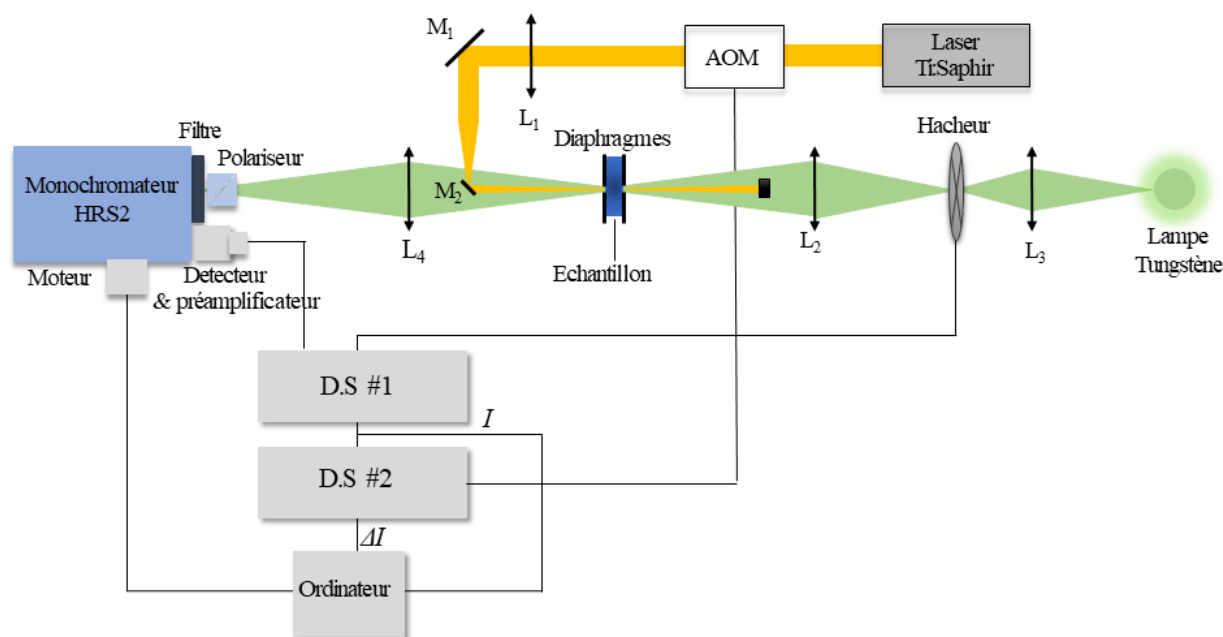 M1
AOM
Laser
Ti:Saphir
L1
Filtre
Polariseur
Diaphragmes
Hacheur
Monochromateur
HRS2
M2
L4
L2
L3
Echantillon
Lampe
Tungstène
Moteur
Detecteur
& préamplificateur
D.S #1
I
D.S #2
ΔI
Ordinateur